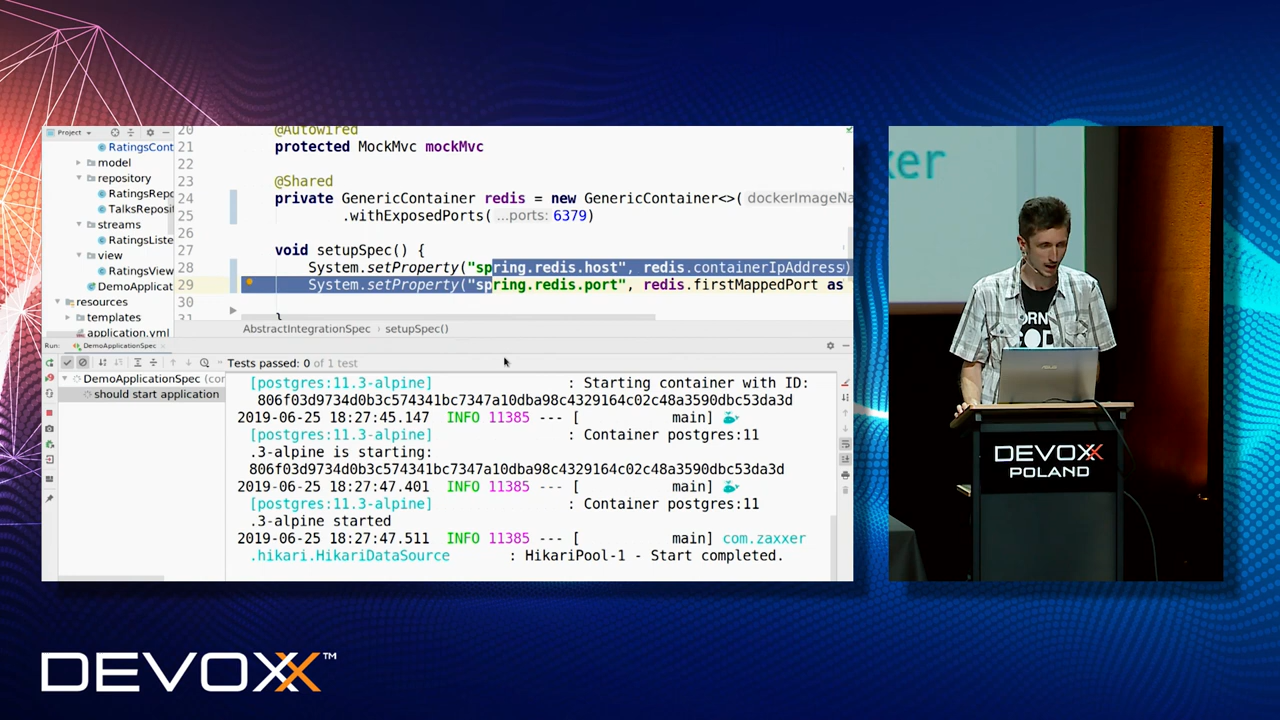 Project
RatingsCont
model
repository
RatingsRepo
TalksReposit
streams
RatingsListe
view
RatingsView
DemoApplicat
resources
templates
application.yml
20 @Autowired
21 protected MockMvc mockMvc
22
23 @Shared
24 private GenericContainer redis = new GenericContainer<>( dockerImageNa
25 .withExposedPorts( ...ports: 6379)
26
27 void setupSpec() {
28 System.setProperty("spring.redis.host", redis.containerIpAddress)
29 System.setProperty("spring.redis.port", redis.firstMappedPort as
30
31 }
AbstractIntegrationSpec › setupSpec()
Run: DemoApplicationSpec
Tests passed: 0 of 1 test
DemoApplicationSpec (com
should start application
[postgres:11.3-alpine] : Starting container with ID:
806f03d9734d0b3c574341bc7347a10dba98c4329164c02c48a3590dbc53da3d
2019-06-25 18:27:45.147 INFO 11385 --- [ main] 🐳
[postgres:11.3-alpine] : Container postgres:11
.3-alpine is starting:
806f03d9734d0b3c574341bc7347a10dba98c4329164c02c48a3590dbc53da3d
2019-06-25 18:27:47.401 INFO 11385 --- [ main] 🐳
[postgres:11.3-alpine] : Container postgres:11
.3-alpine started
2019-06-25 18:27:47.511 INFO 11385 --- [ main] com.zaxxer
.hikari.HikariDataSource : HikariPool-1 - Start completed.
ker
ASUS
DEVOXX
POLAND
DEVOXX™